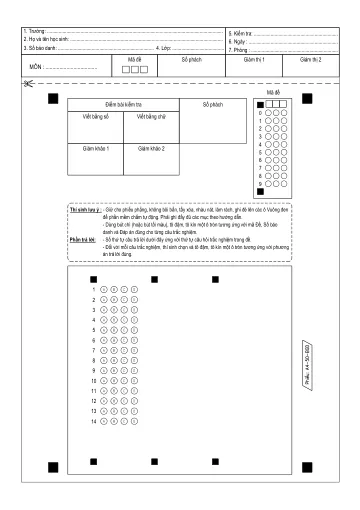 1. Trường :
5. Kiểm tra:
2. Họ và tên học sinh:
6. Ngày :
3. Số báo danh: 4. Lớp:
7. Phòng :
MÔN :
Mã đề
Số phách
Giám thị 1
Giám thị 2
Mã đề
Điểm bài kiểm tra
Số phách
Viết bằng số
Viết bằng chữ
Giám khảo 1
Giám khảo 2
0
1
2
3
4
5
6
7
8
9
Thí sinh lưu ý : - Giữ cho phiếu phẳng, không bôi bẩn, tẩy xóa, nhàu nát, làm rách, ghi đè lên các ô Vuông đen
để phần mềm chấm tự động. Phải ghi đầy đủ các mục theo hướng dẫn.
- Dùng bút chì (hoặc bút tối màu), tô đậm, tô kín một ô tròn tương ứng với mã Đề, Số báo
danh và Đáp án đúng cho từng câu trắc nghiệm.
Phần trả lời: - Số thứ tự câu trả lời dưới đây ứng với thứ tự câu hỏi trắc nghiệm trong đề.
- Đối với mỗi câu trắc nghiệm, thí sinh chọn và tô đậm, tô kín một ô tròn tương ứng với phương
án trả lời đúng.
1 A B C D
2 A B C D
3 A B C D
4 A B C D
5 A B C D
6 A B C D
7 A B C D
8 A B C D
9 A B C D
10 A B C D
11 A B C D
12 A B C D
13 A B C D
14 A B C D